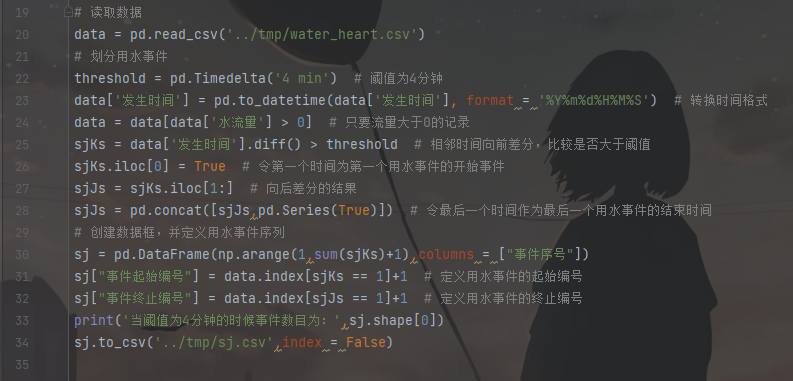 19 # 读取数据
20 data = pd.read_csv('../tmp/water_heart.csv')
21 # 划分用水事件
22 threshold = pd.Timedelta('4 min')  # 阈值为4分钟
23 data['发生时间'] = pd.to_datetime(data['发生时间'], format = '%Y%m%d%H%M%S')  # 转换时间格式
24 data = data[data['水流量'] > 0]  # 只要流量大于0的记录
25 sjKs = data['发生时间'].diff() > threshold  # 相邻时间向前差分，比较是否大于阈值
26 sjKs.iloc[0] = True  # 令第一个时间为第一个用水事件的开始事件
27 sjJs = sjKs.iloc[1:]  # 向后差分的结果
28 sjJs = pd.concat([sjJs,pd.Series(True)])  # 令最后一个时间作为最后一个用水事件的结束时间
29 # 创建数据框，并定义用水事件序列
30 sj = pd.DataFrame(np.arange(1,sum(sjKs)+1),columns = ["事件序号"])
31 sj["事件起始编号"] = data.index[sjKs == 1]+1  # 定义用水事件的起始编号
32 sj["事件终止编号"] = data.index[sjJs == 1]+1  # 定义用水事件的终止编号
33 print('当阈值为4分钟的时候事件数目为：',sj.shape[0])
34 sj.to_csv('../tmp/sj.csv',index = False)
35